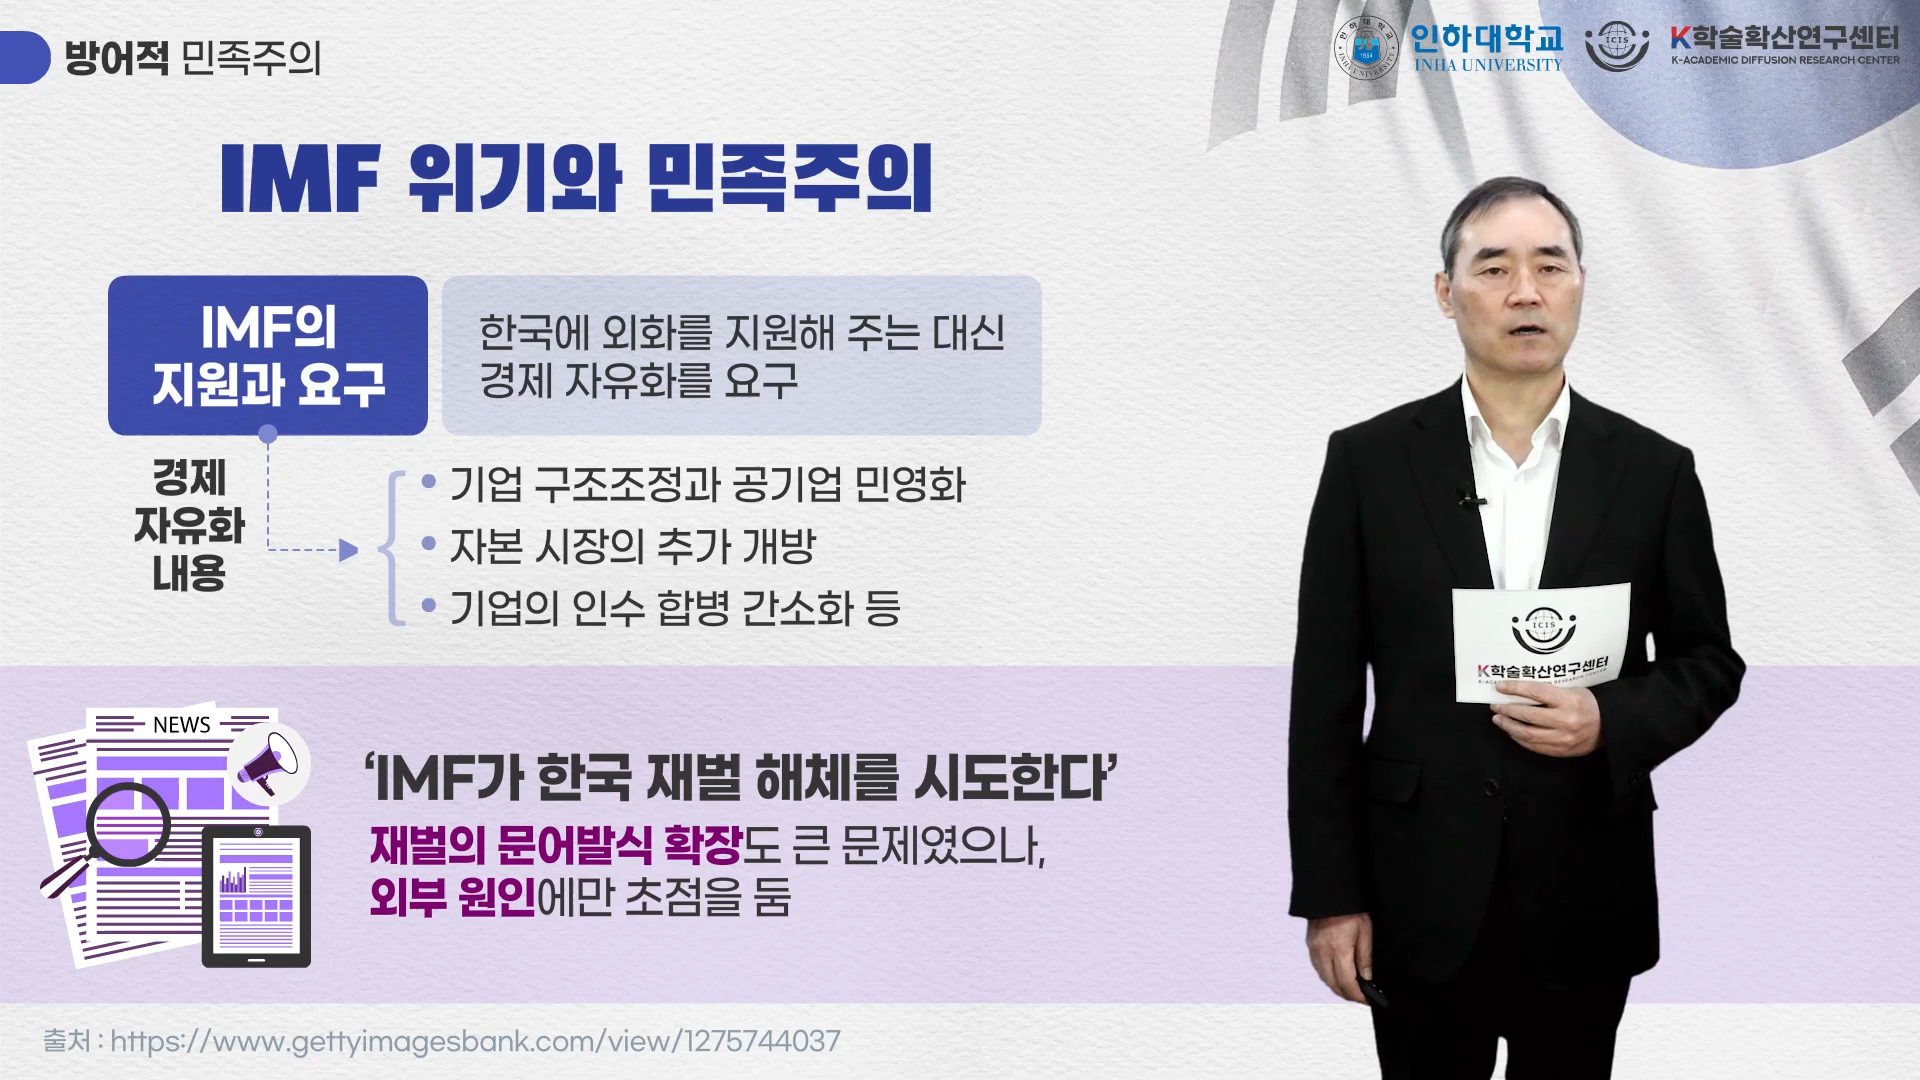 방어적 민족주의
인하대학교
INHA UNIVERSITY
1954
ICIS
K학술확산연구센터
K-ACADEMIC DIFFUSION RESEARCH CENTER
IMF 위기와 민족주의
IMF의
지원과 요구
한국에 외화를 지원해 주는 대신
경제 자유화를 요구
경제
자유화
내용
• 기업 구조조정과 공기업 민영화
• 자본 시장의 추가 개방
• 기업의 인수 합병 간소화 등
ICIS
K학술확산연구센터
NEWS
‘IMF가 한국 재벌 해체를 시도한다’
재벌의 문어발식 확장도 큰 문제였으나,
외부 원인에만 초점을 둠
출처 : https://www.gettyimagesbank.com/view/1275744037